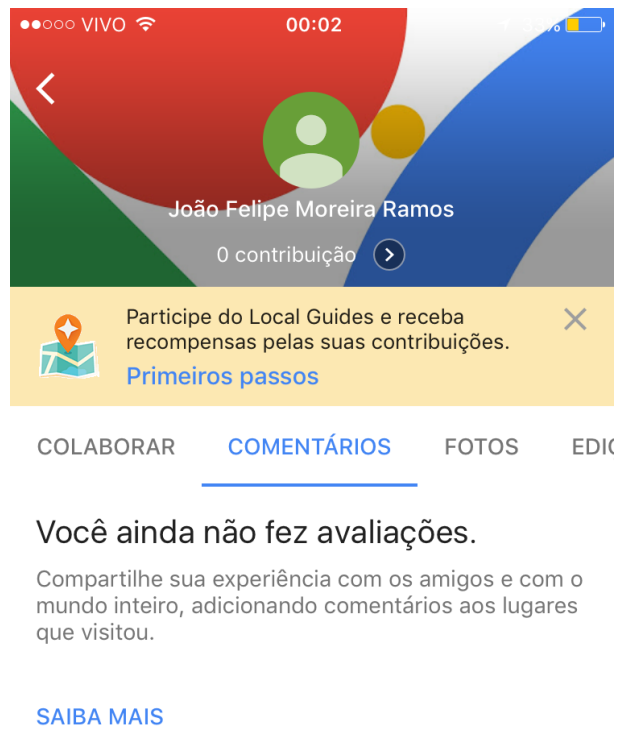 VIVO 00:02 33%
João Felipe Moreira Ramos
0 contribuição
Participe do Local Guides e receba
recompensas pelas suas contribuições.
Primeiros passos
COLABORAR COMENTÁRIOS FOTOS
Você ainda não fez avaliações.
Compartilhe sua experiência com os amigos e com o
mundo inteiro, adicionando comentários aos lugares
que visitou.
SAIBA MAIS